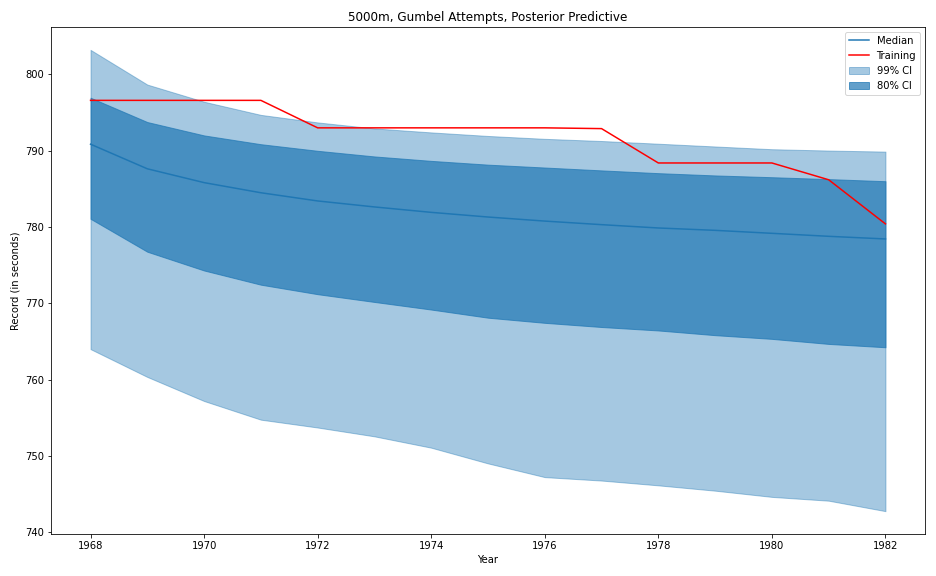 5000m, Gumbel Attempts, Posterior Predictive
Median
Training
99% CI
80% CI
800
790
780
770
760
750
740
Record (in seconds)
1968 1970 1972 1974 1976 1978 1980 1982
Year